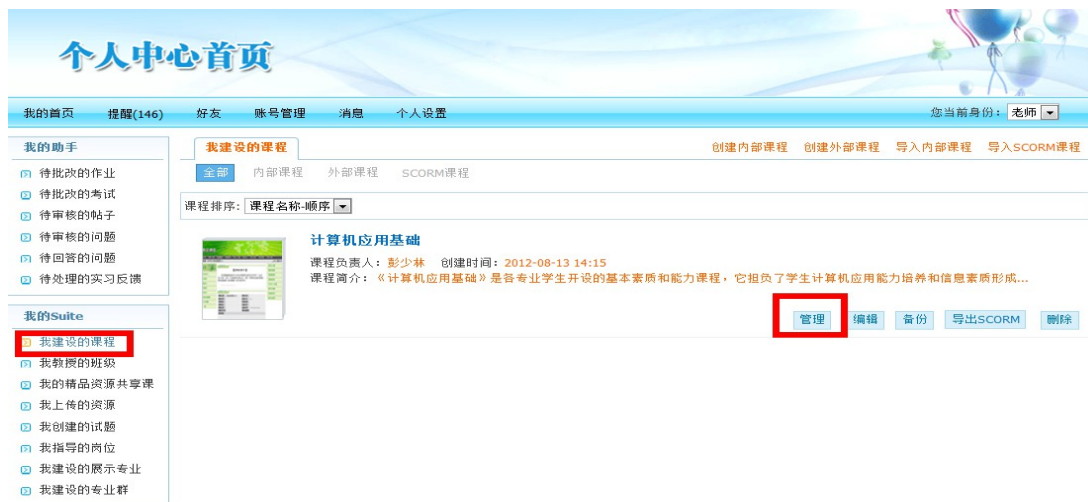 个人中心首页
我的首页 提醒(146) 好友 账号管理 消息 个人设置 您当前身份: 老师
我的助手
待批改的作业
待批改的考试
待审核的帖子
待审核的问题
待回答的问题
待处理的实习反馈
我的Suite
我建设的课程
我教授的班级
我的精品资源共享课
我上传的资源
我创建的试题
我指导的岗位
我建设的展示专业
我建设的专业群
我建设的课程 创建内部课程 创建外部课程 导入内部课程 导入SCORM课程
全部 内部课程 外部课程 SCORM课程
课程排序: 课程名称-顺序
计算机应用基础
课程负责人: 彭少林 创建时间: 2012-08-13 14:15
课程简介: 《计算机应用基础》是各专业学生开设的基本素质和能力课程，它担负了学生计算机应用能力培养和信息素质形成...
管理 编辑 备份 导出SCORM 删除